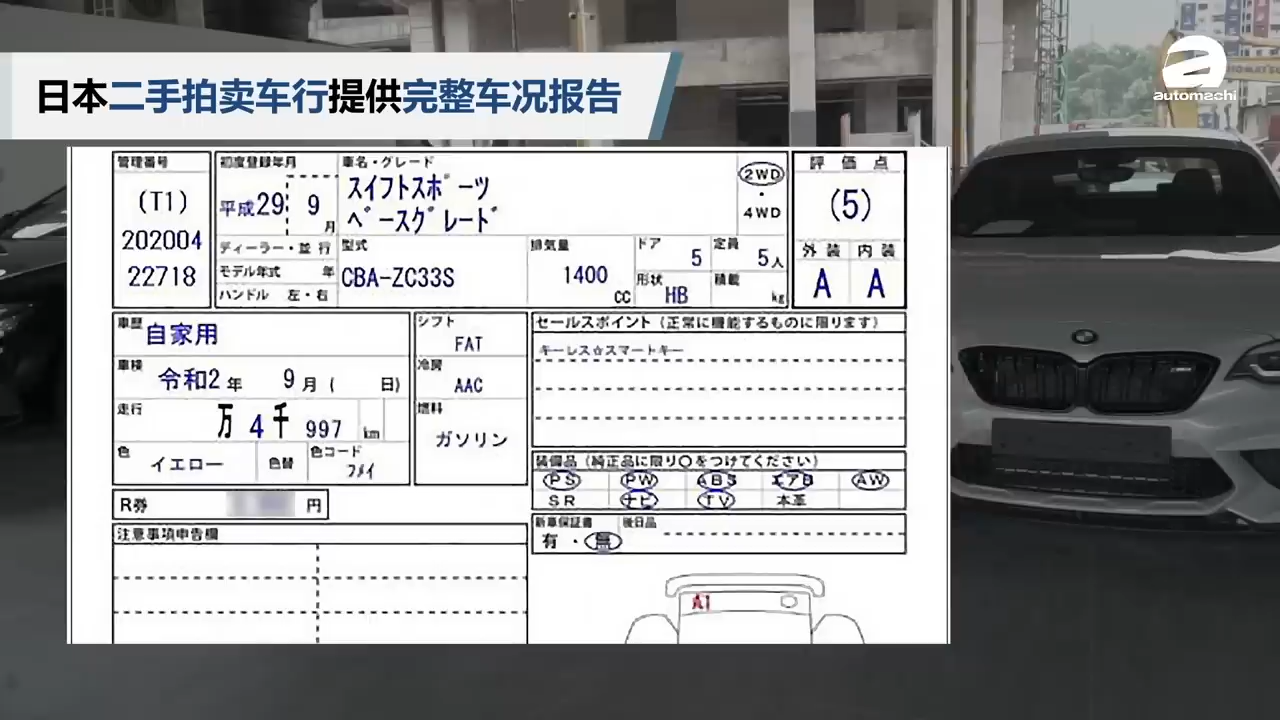 日本二手拍卖车行提供完整车况报告
automachi
管理番号
(T1)
202004
22718
初度登録年月
平成29 9月
車名・グレード
スイフトスポーツ
ベースグレード
2WD
・
4WD
評価点
(5)
外装 内装
A A
ディーラー・並行
モデル年式 年
ハンドル 左・右
型式
CBA-ZC33S
排気量
1400
CC
ドア
5
定員
5人
形状
HB
積載
kg
車歴
自家用
車検
令和2年 9月( 日)
走行
万 4千 997 km
色
イエロー
色替
色コード
フメイ
シフト
FAT
冷房
AAC
燃料
ガソリン
セールスポイント(正常に機能するものに限ります)
キーレス☆スマートキー
装備品(純正品に限り○をつけてください)
PS PW ABS エアB AW
SR ナビ TV 本革
新車保証書
有・無
後日品
R券 円
注意事項申告欄
A1